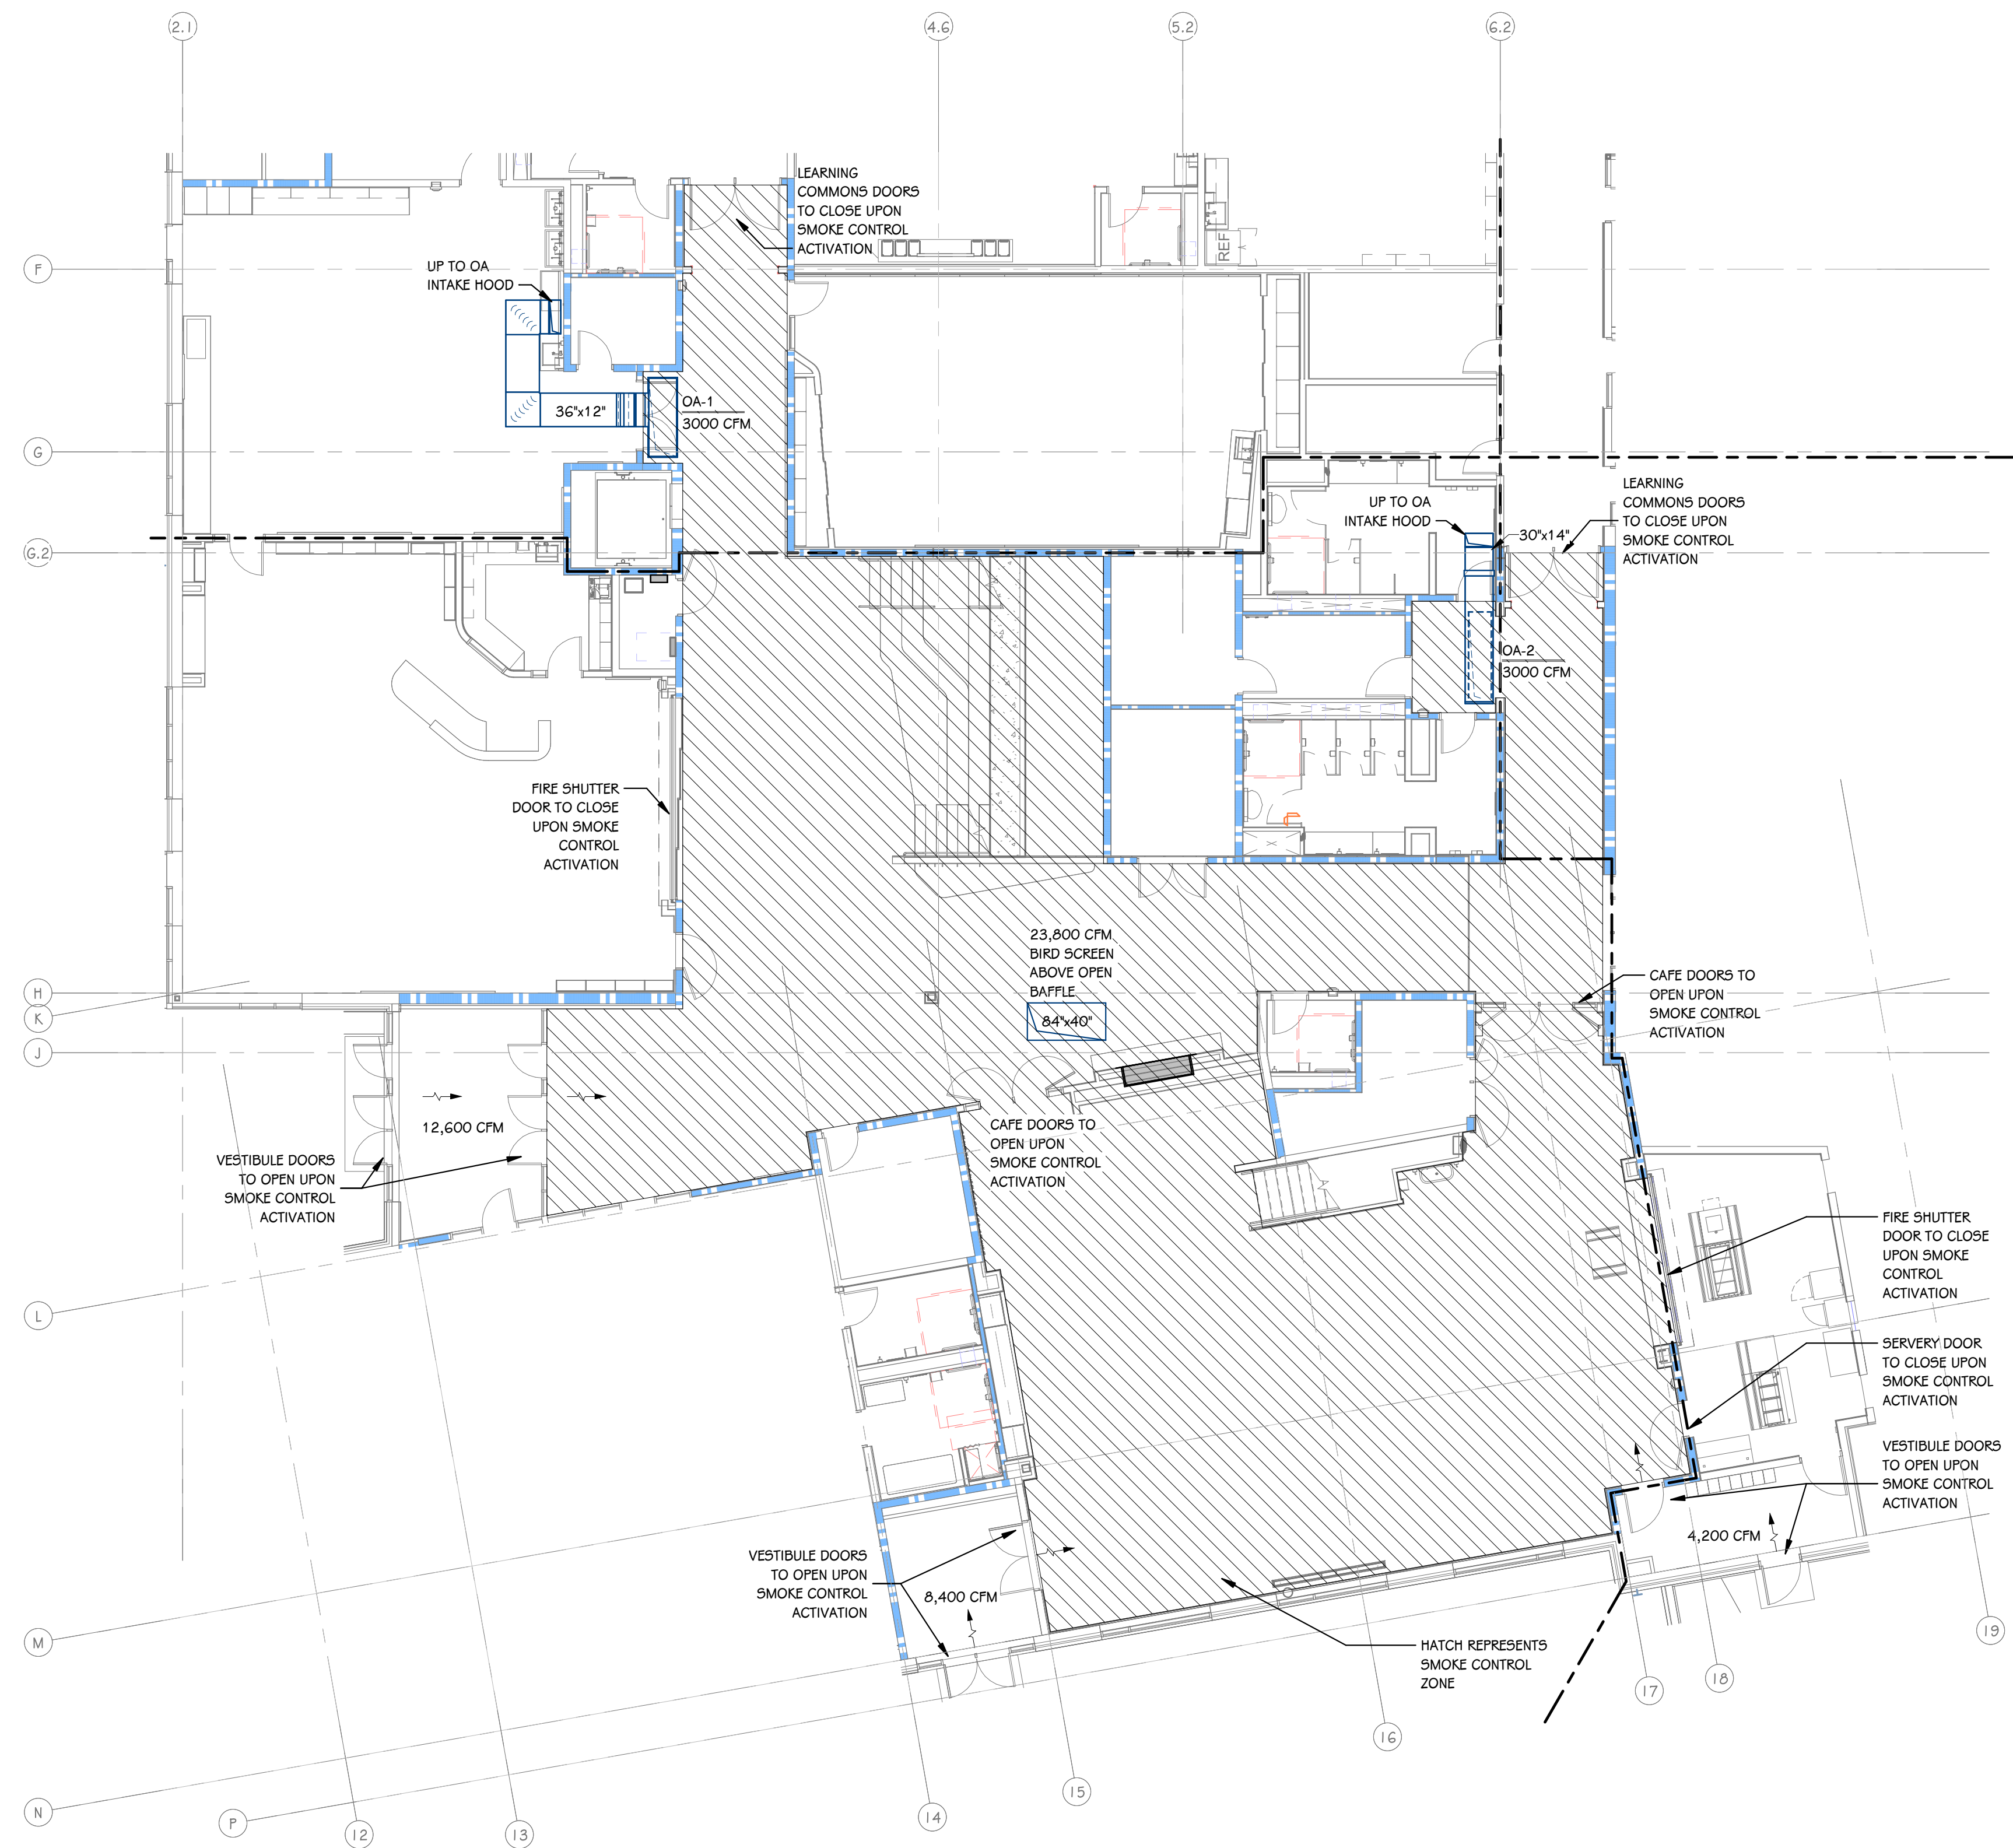 2.1
4.6
5.2
6.2
LEARNING
COMMONS DOORS
TO CLOSE UPON
SMOKE CONTROL
ACTIVATION
REF
F
UP TO OA
INTAKE HOOD
36"x12"
OA-1
3000 CFM
G
UP TO OA
INTAKE HOOD
30"x14"
LEARNING
COMMONS DOORS
TO CLOSE UPON
SMOKE CONTROL
ACTIVATION
G.2
OA-2
3000 CFM
FIRE SHUTTER
DOOR TO CLOSE
UPON SMOKE
CONTROL
ACTIVATION
23,800 CFM
BIRD SCREEN
ABOVE OPEN
BAFFLE
84"x40"
CAFE DOORS TO
OPEN UPON
SMOKE CONTROL
ACTIVATION
H
K
J
12,600 CFM
VESTIBULE DOORS
TO OPEN UPON
SMOKE CONTROL
ACTIVATION
CAFE DOORS TO
OPEN UPON
SMOKE CONTROL
ACTIVATION
FIRE SHUTTER
DOOR TO CLOSE
UPON SMOKE
CONTROL
ACTIVATION
L
SERVERY DOOR
TO CLOSE UPON
SMOKE CONTROL
ACTIVATION
VESTIBULE DOORS
TO OPEN UPON
SMOKE CONTROL
ACTIVATION
4,200 CFM
VESTIBULE DOORS
TO OPEN UPON
SMOKE CONTROL
ACTIVATION
8,400 CFM
HATCH REPRESENTS
SMOKE CONTROL
ZONE
M
N
P
12
13
14
15
16
17
18
19